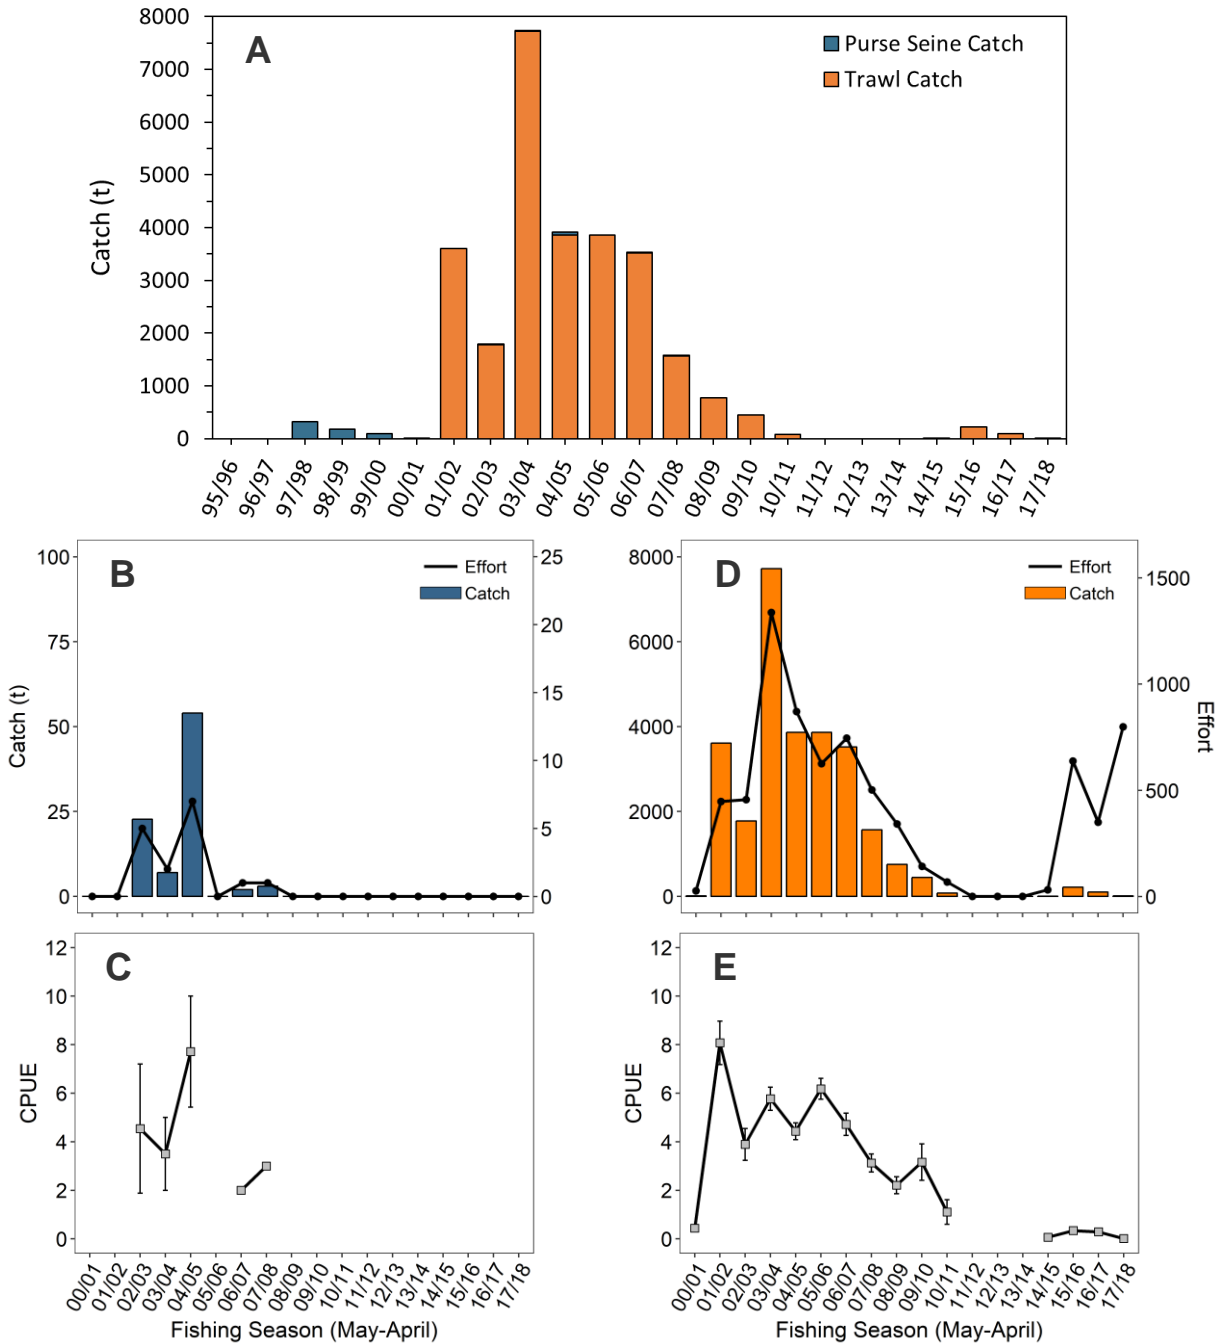 A
Purse Seine Catch
Trawl Catch
Catch (t)
8000
7000
6000
5000
4000
3000
2000
1000
0
95/96 96/97 97/98 98/99 99/00 00/01 01/02 02/03 03/04 04/05 05/06 06/07 07/08 08/09 09/10 10/11 11/12 12/13 13/14 14/15 15/16 16/17 17/18
B
Effort
Catch
Catch (t)
100
75
50
25
0
25
20
15
10
5
0
D
Effort
Catch
8000
6000
4000
2000
0
1500
1000
500
0
Effort
C
CPUE
12
10
8
6
4
2
0
00/01 01/02 02/03 03/04 04/05 05/06 06/07 07/08 08/09 09/10 10/11 11/12 12/13 13/14 14/15 15/16 16/17 17/18
Fishing Season (May-April)
E
CPUE
12
10
8
6
4
2
0
00/01 01/02 02/03 03/04 04/05 05/06 06/07 07/08 08/09 09/10 10/11 11/12 12/13 13/14 14/15 15/16 16/17 17/18
Fishing Season (May-April)